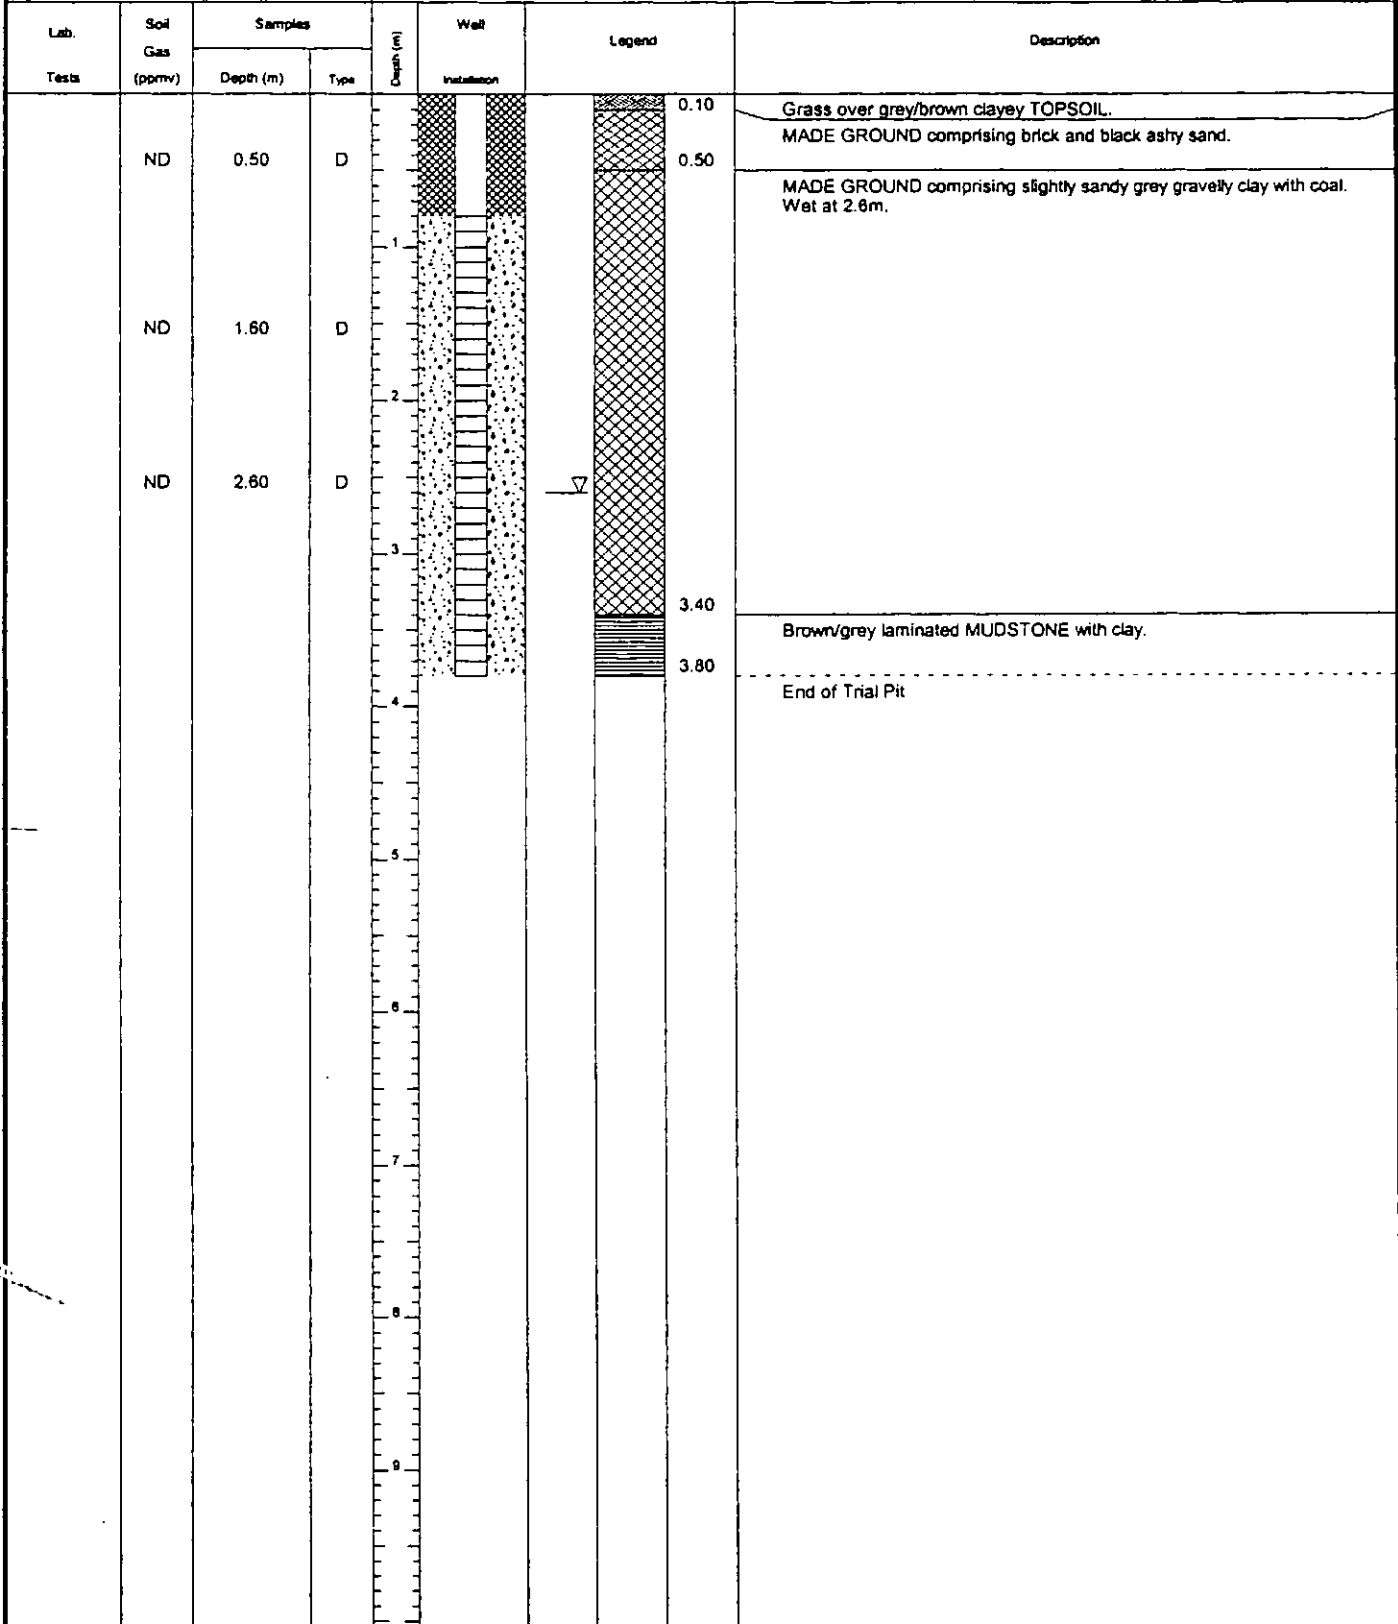 Lab.
Tests
Soil
Gas
(ppmv)
Samples
Depth (m)
Type
Depth (m)
Well
Installation
Legend
Description
0.10
Grass over grey/brown clayey TOPSOIL.
MADE GROUND comprising brick and black ashy sand.
ND 0.50 D
0.50
MADE GROUND comprising slightly sandy grey gravelly clay with coal.
Wet at 2.6m.
1
ND 1.60 D
2
ND 2.60 D
3
3.40
Brown/grey laminated MUDSTONE with clay.
3.80
End of Trial Pit
4
5
6
7
8
9